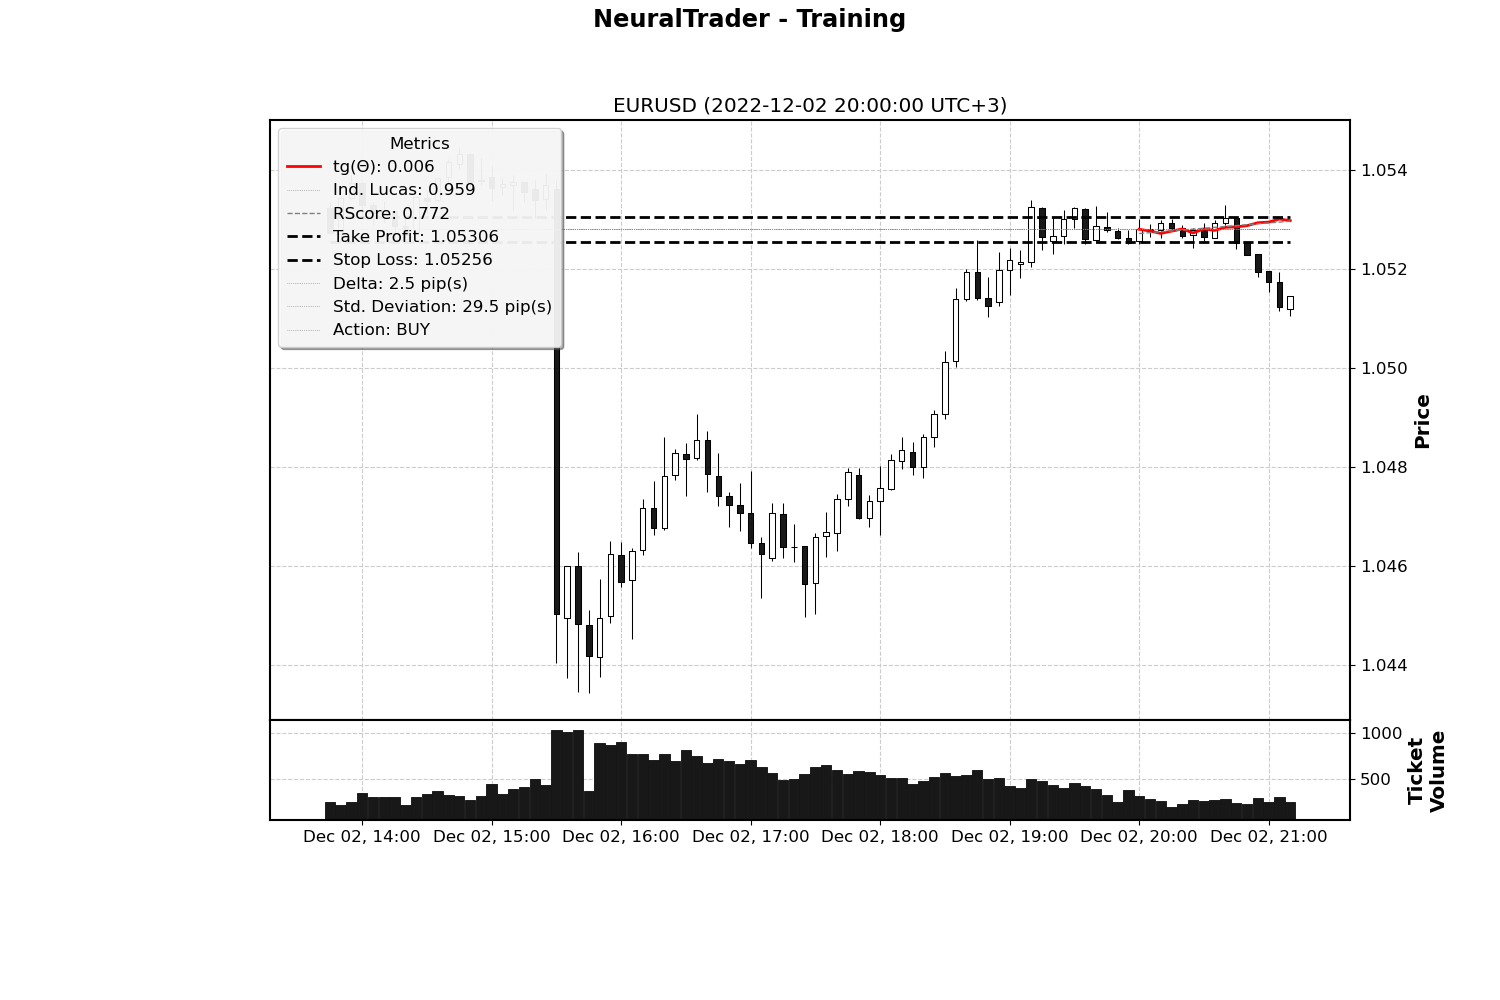 NeuralTrader - Training
EURUSD (2022-12-02 20:00:00 UTC+3)
Metrics
tg(Θ): 0.006
Ind. Lucas: 0.959
RScore: 0.772
Take Profit: 1.05306
Stop Loss: 1.05256
Delta: 2.5 pip(s)
Std. Deviation: 29.5 pip(s)
Action: BUY
1.054
1.052
1.050
1.048
1.046
1.044
Price
1000
500
Ticket
Volume
Dec 02, 14:00 Dec 02, 15:00 Dec 02, 16:00 Dec 02, 17:00 Dec 02, 18:00 Dec 02, 19:00 Dec 02, 20:00 Dec 02, 21:00